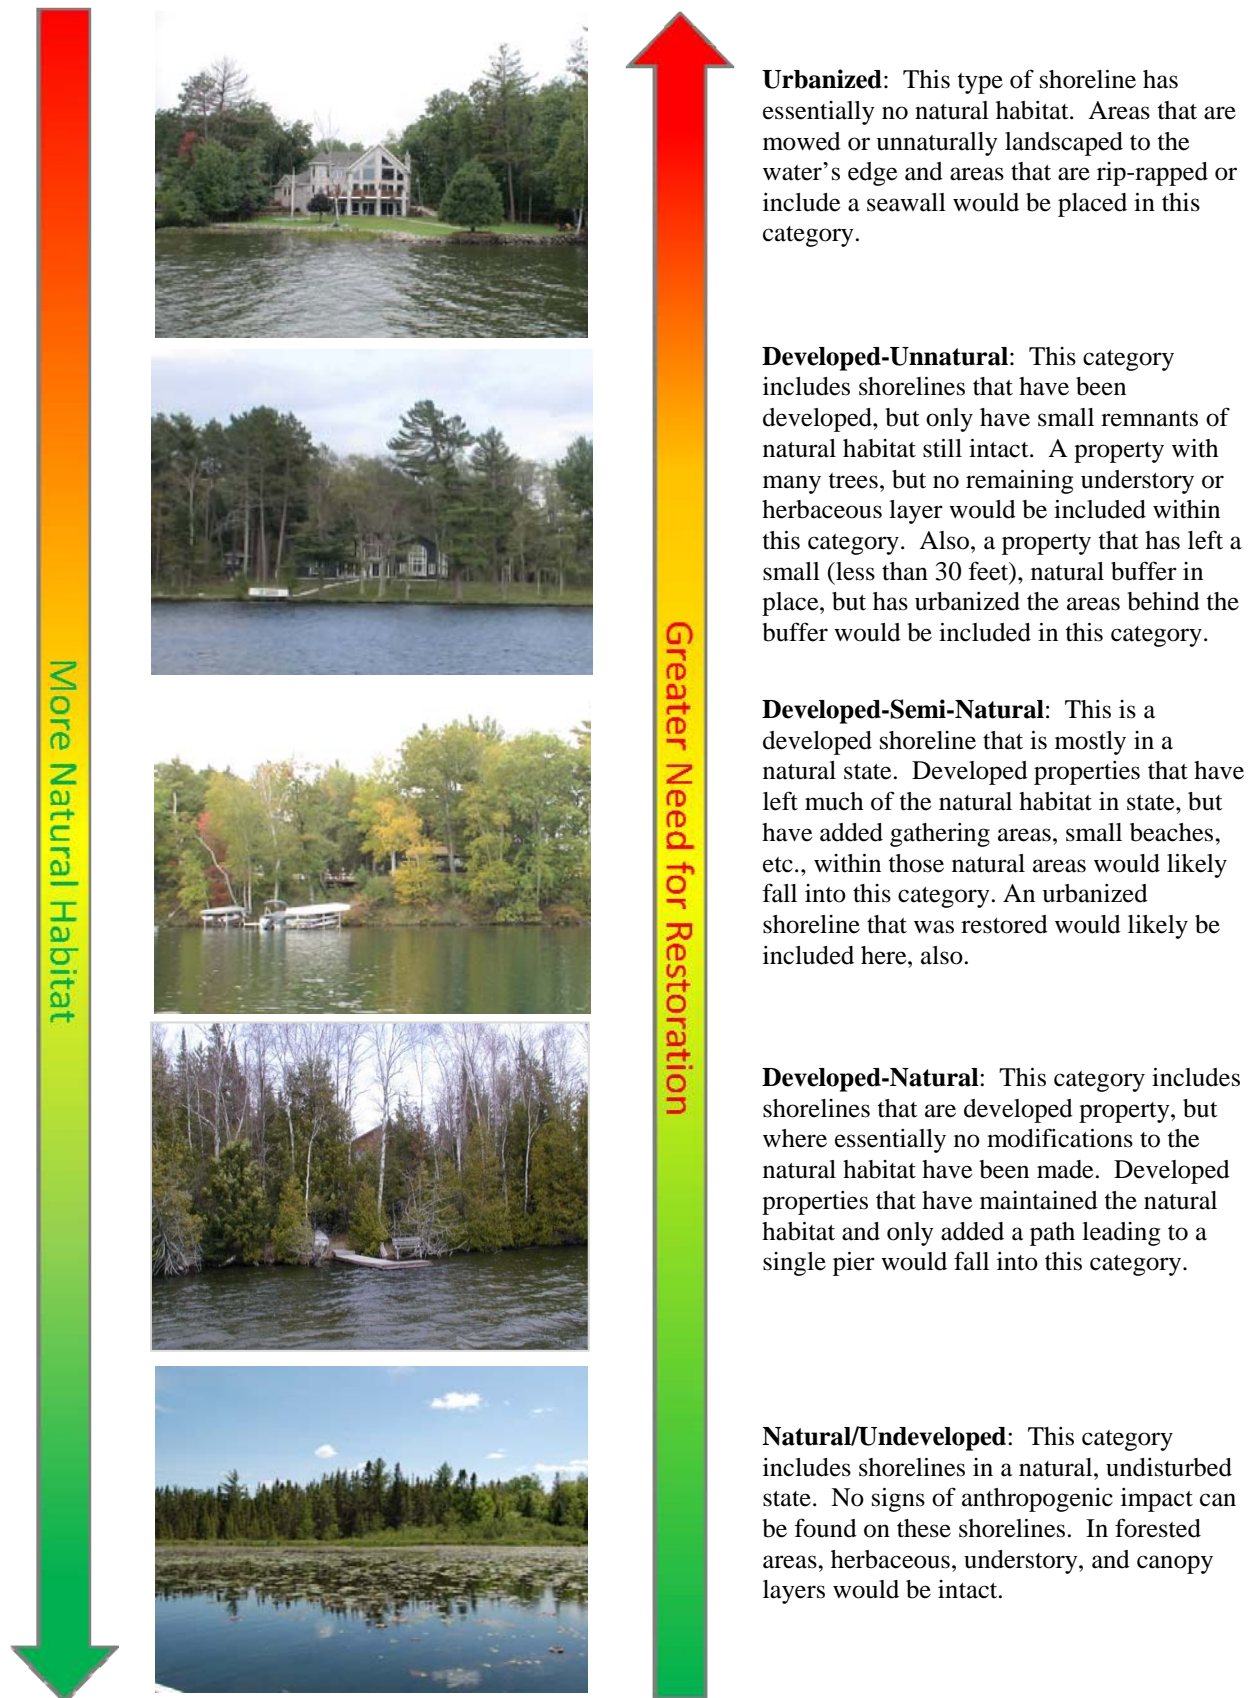 More Natural Habitat
Greater Need for Restoration
Urbanized:  This type of shoreline has
essentially no natural habitat.  Areas that are
mowed or unnaturally landscaped to the
water's edge and areas that are rip-rapped or
include a seawall would be placed in this
category.
Developed-Unnatural:  This category
includes shorelines that have been
developed, but only have small remnants of
natural habitat still intact.  A property with
many trees, but no remaining understory or
herbaceous layer would be included within
this category.  Also, a property that has left a
small (less than 30 feet), natural buffer in
place, but has urbanized the areas behind the
buffer would be included in this category.
Developed-Semi-Natural:  This is a
developed shoreline that is mostly in a
natural state.  Developed properties that have
left much of the natural habitat in state, but
have added gathering areas, small beaches,
etc., within those natural areas would likely
fall into this category. An urbanized
shoreline that was restored would likely be
included here, also.
Developed-Natural:  This category includes
shorelines that are developed property, but
where essentially no modifications to the
natural habitat have been made.  Developed
properties that have maintained the natural
habitat and only added a path leading to a
single pier would fall into this category.
Natural/Undeveloped:  This category
includes shorelines in a natural, undisturbed
state.  No signs of anthropogenic impact can
be found on these shorelines.  In forested
areas, herbaceous, understory, and canopy
layers would be intact.